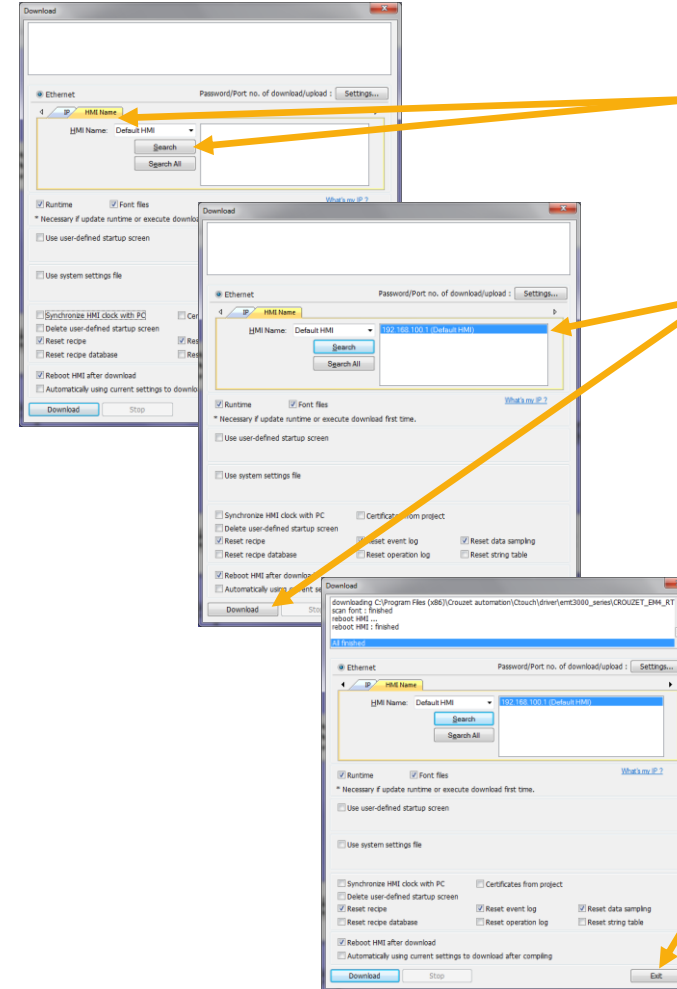 Download
Ethernet
Password/Port no. of download/upload : Settings...
IP HMI Name
HMI Name: Default HMI
Search
Search All
What's my IP ?
Runtime Font files
* Necessary if update runtime or execute
Use user-defined startup screen
Use system settings file
Synchronize HMI clock with PC
Delete user-defined startup screen
Reset recipe
Reset recipe database
Reboot HMI after download
Automatically using current settings to
Download Stop
Download
Ethernet
Password/Port no. of download/upload : Settings...
IP HMI Name
HMI Name: Default HMI 192.168.100.1 (Default HMI)
Search
Search All
Runtime Font files What's my IP ?
* Necessary if update runtime or execute download first time.
Use user-defined startup screen
Use system settings file
Synchronize HMI clock with PC Certificates from project
Delete user-defined startup screen
Reset recipe Reset event log Reset data sampling
Reset recipe database Reset operation log Reset string table
Reboot HMI after download
Automatically using current
Download
Download
downloading C:\Program Files (x86)\Crouzet automation\Ctouch\driver\emt3000_series\CROUZET_EM4_RT
scan font : finished
reboot HMI ...
reboot HMI : finished
All finished
Ethernet
Password/Port no. of download/upload : Settings...
IP HMI Name
HMI Name: Default HMI 192.168.100.1 (Default HMI)
Search
Search All
Runtime Font files What's my IP ?
* Necessary if update runtime or execute download first time.
Use user-defined startup screen
Use system settings file
Synchronize HMI clock with PC Certificates from project
Delete user-defined startup screen
Reset recipe Reset event log Reset data sampling
Reset recipe database Reset operation log Reset string table
Reboot HMI after download
Automatically using current settings to download after compiling
Download Stop Exit